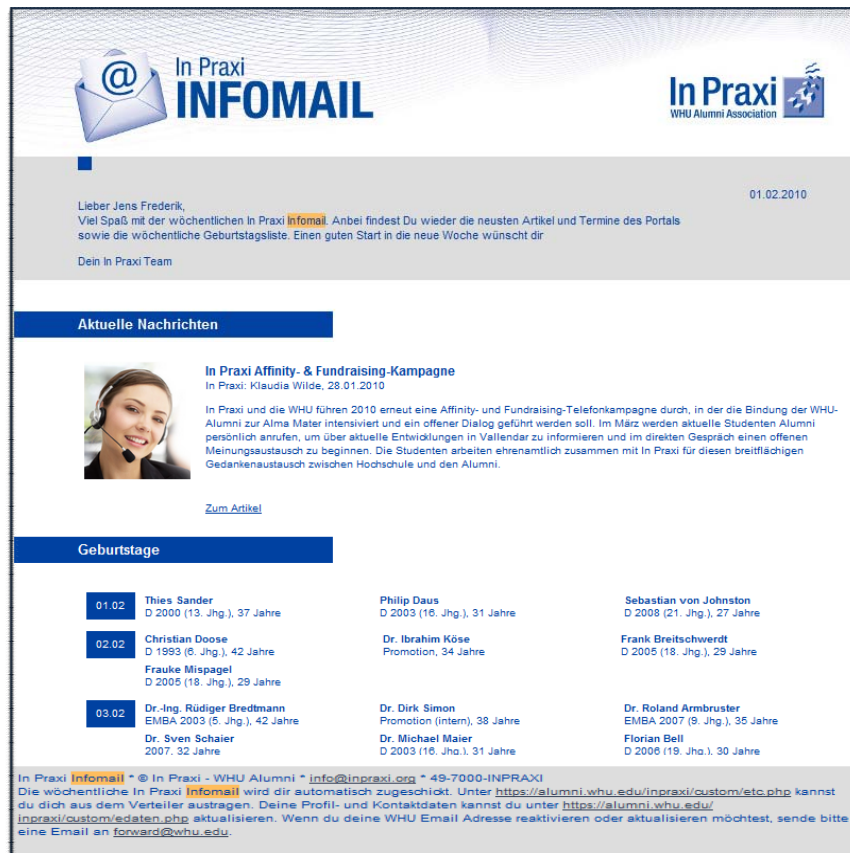 In Praxi
INFOMAIL
In Praxi
WHU Alumni Association
01.02.2010
Lieber Jens Frederik,
Viel Spaß mit der wöchentlichen In Praxi Infomail. Anbei findest Du wieder die neusten Artikel und Termine des Portals
sowie die wöchentliche Geburtstagsliste. Einen guten Start in die neue Woche wünscht dir
Dein In Praxi Team
Aktuelle Nachrichten
In Praxi Affinity- & Fundraising-Kampagne
In Praxi: Klaudia Wilde, 28.01.2010
In Praxi und die WHU führen 2010 erneut eine Affinity- und Fundraising-Telefonkampagne durch, in der die Bindung der WHU-
Alumni zur Alma Mater intensiviert und ein offener Dialog geführt werden soll. Im März werden aktuelle Studenten Alumni
persönlich anrufen, um über aktuelle Entwicklungen in Vallendar zu informieren und im direkten Gespräch einen offenen
Meinungsaustausch zu beginnen. Die Studenten arbeiten ehrenamtlich zusammen mit In Praxi für diesen breitflächigen
Gedankenaustausch zwischen Hochschule und den Alumni.
Zum Artikel
Geburtstage
01.02 Thies Sander Philip Daus Sebastian von Johnston
D 2000 (13. Jhg.), 37 Jahre D 2003 (16. Jhg.), 31 Jahre D 2008 (21. Jhg.), 27 Jahre
02.02 Christian Doose Dr. Ibrahim Köse Frank Breitschwerdt
D 1993 (6. Jhg.), 42 Jahre Promotion, 34 Jahre D 2005 (18. Jhg.), 29 Jahre
Frauke Mispagel
D 2005 (18. Jhg.), 29 Jahre
03.02 Dr.-Ing. Rüdiger Bredtmann Dr. Dirk Simon Dr. Roland Armbruster
EMBA 2003 (5. Jhg.), 42 Jahre Promotion (intern), 38 Jahre EMBA 2007 (9. Jhg.), 35 Jahre
Dr. Sven Schaier Dr. Michael Maier Florian Bell
2007, 32 Jahre D 2003 (16. Jhg.), 31 Jahre D 2006 (19. Jhg.), 30 Jahre
In Praxi Infomail * © In Praxi - WHU Alumni * info@inpraxi.org * 49-7000-INPRAXI
Die wöchentliche In Praxi Infomail wird dir automatisch zugeschickt. Unter https://alumni.whu.edu/inpraxi/custom/etc.php kannst
du dich aus dem Verteiler austragen. Deine Profil- und Kontaktdaten kannst du unter https://alumni.whu.edu/
inpraxi/custom/edaten.php aktualisieren. Wenn du deine WHU Email Adresse reaktivieren oder aktualisieren möchtest, sende bitte
eine Email an forward@whu.edu.